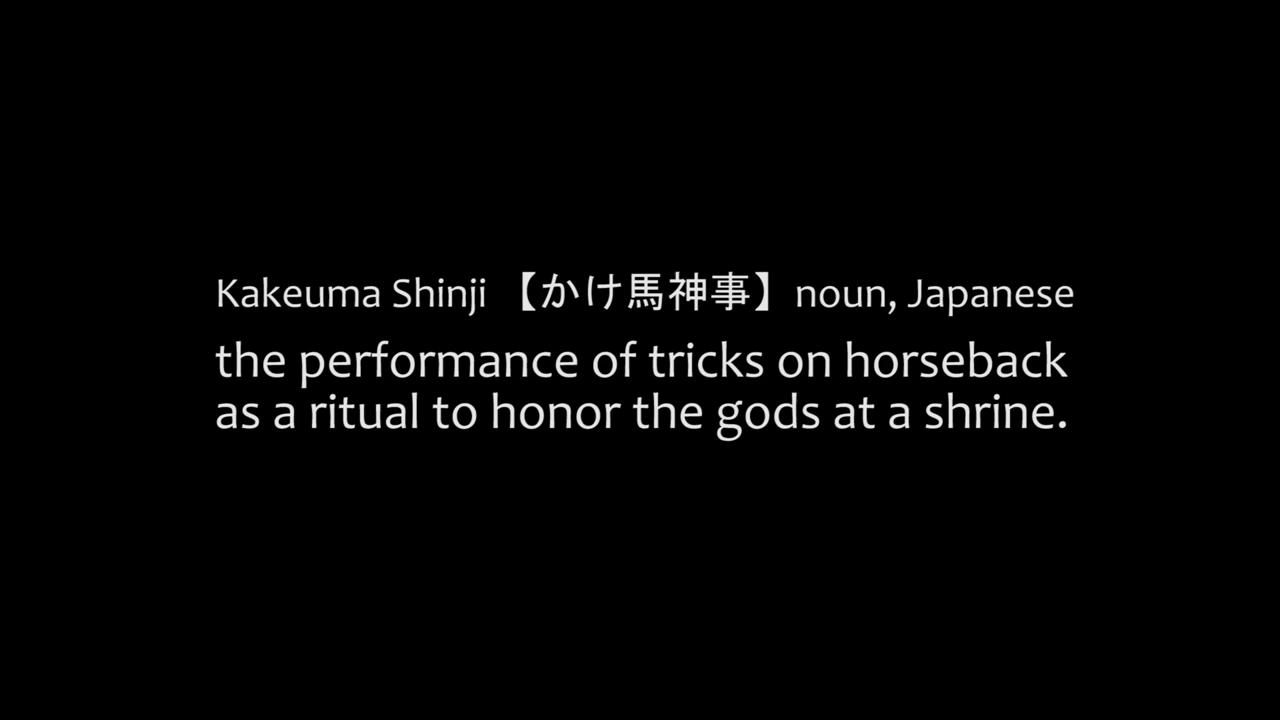 Kakeuma Shinji 【かけ馬神事】noun, Japanese
the performance of tricks on horseback
as a ritual to honor the gods at a shrine.